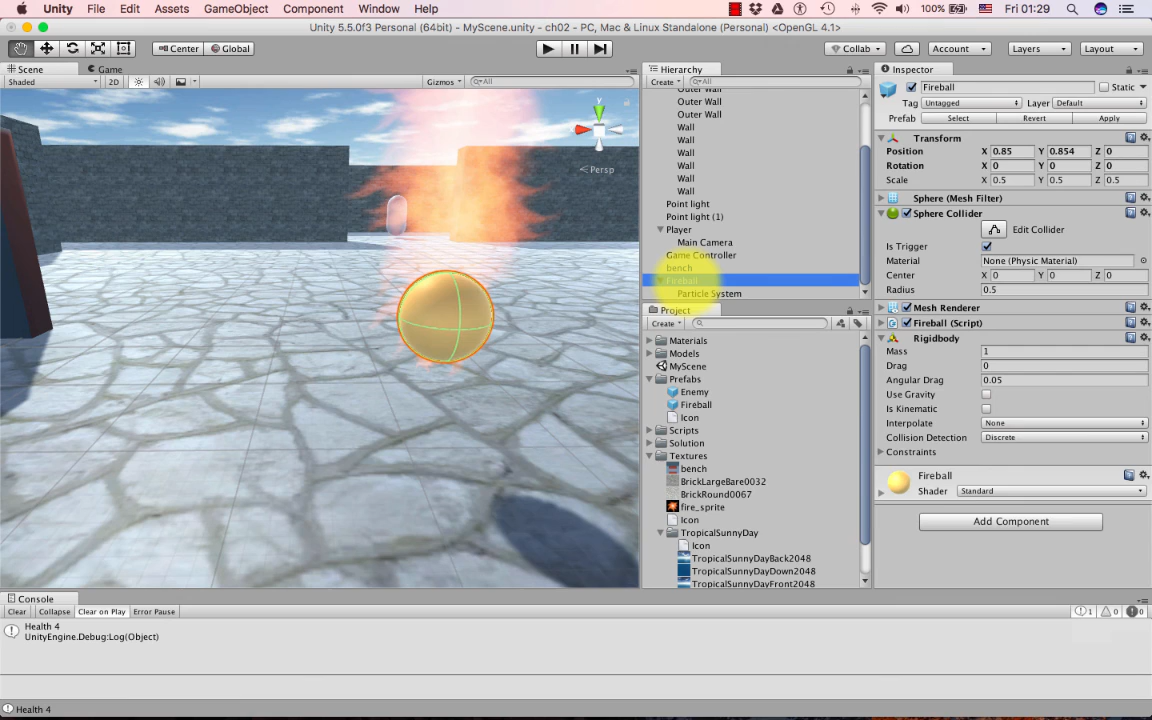 Unity File Edit Assets GameObject Component Window Help 100% Fri 01:29
Unity 5.5.0f3 Personal (64bit) - MyScene.unity - ch02 - PC, Mac & Linux Standalone (Personal) <OpenGL 4.1>
Center Global Collab Account Layers Layout
Scene Game
Shaded 2D Gizmos All
y
Persp
Hierarchy
Create All
Outer Wall
Outer Wall
Outer Wall
Wall
Wall
Wall
Wall
Wall
Wall
Point light
Point light (1)
Player
Main Camera
Game Controller
bench
Fireball
Particle System
Project
Create
Materials
Models
MyScene
Prefabs
Enemy
Fireball
Icon
Scripts
Solution
Textures
bench
BrickLargeBare0032
BrickRound0067
fire_sprite
Icon
TropicalSunnyDay
Icon
TropicalSunnyDayBack2048
TropicalSunnyDayDown2048
TropicalSunnyDayFront2048
Inspector
Fireball Static
Tag Untagged Layer Default
Prefab Select Revert Apply
Transform
Position X 0.85 Y 0.854 Z 0
Rotation X 0 Y 0 Z 0
Scale X 0.5 Y 0.5 Z 0.5
Sphere (Mesh Filter)
Sphere Collider
Edit Collider
Is Trigger
Material None (Physic Material)
Center X 0 Y 0 Z 0
Radius 0.5
Mesh Renderer
Fireball (Script)
Rigidbody
Mass 1
Drag 0
Angular Drag 0.05
Use Gravity
Is Kinematic
Interpolate None
Collision Detection Discrete
Constraints
Fireball
Shader Standard
Add Component
Console
Clear Collapse Clear on Play Error Pause 1 0 0
Health 4
UnityEngine.Debug:Log(Object)
Health 4